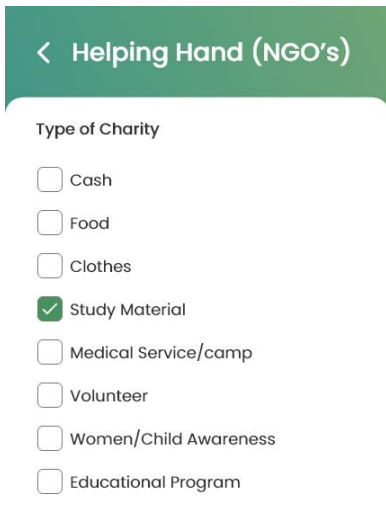 Helping Hand (NGO's)
Type of Charity
Cash
Food
Clothes
Study Material
Medical Service/camp
Volunteer
Women/Child Awareness
Educational Program